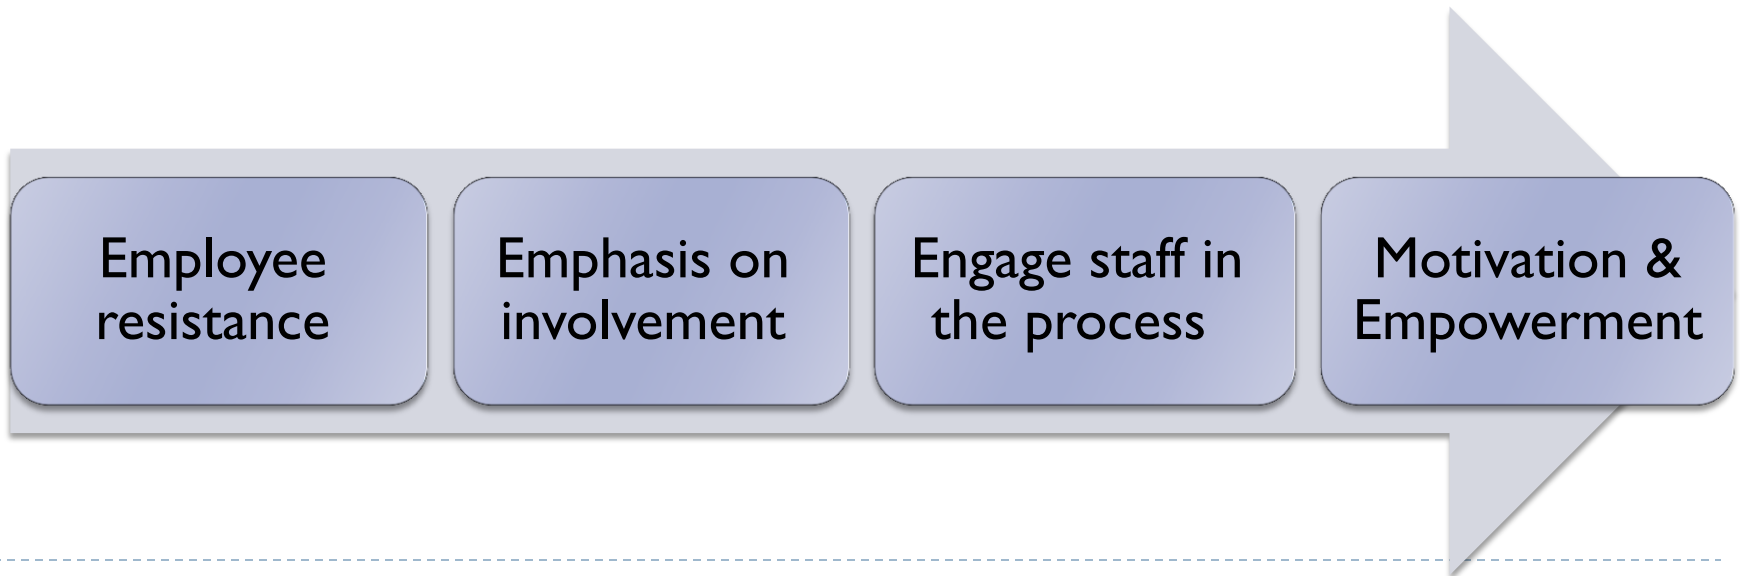 Employee
resistance
Emphasis on
involvement
Engage staff in
the process
Motivation &
Empowerment